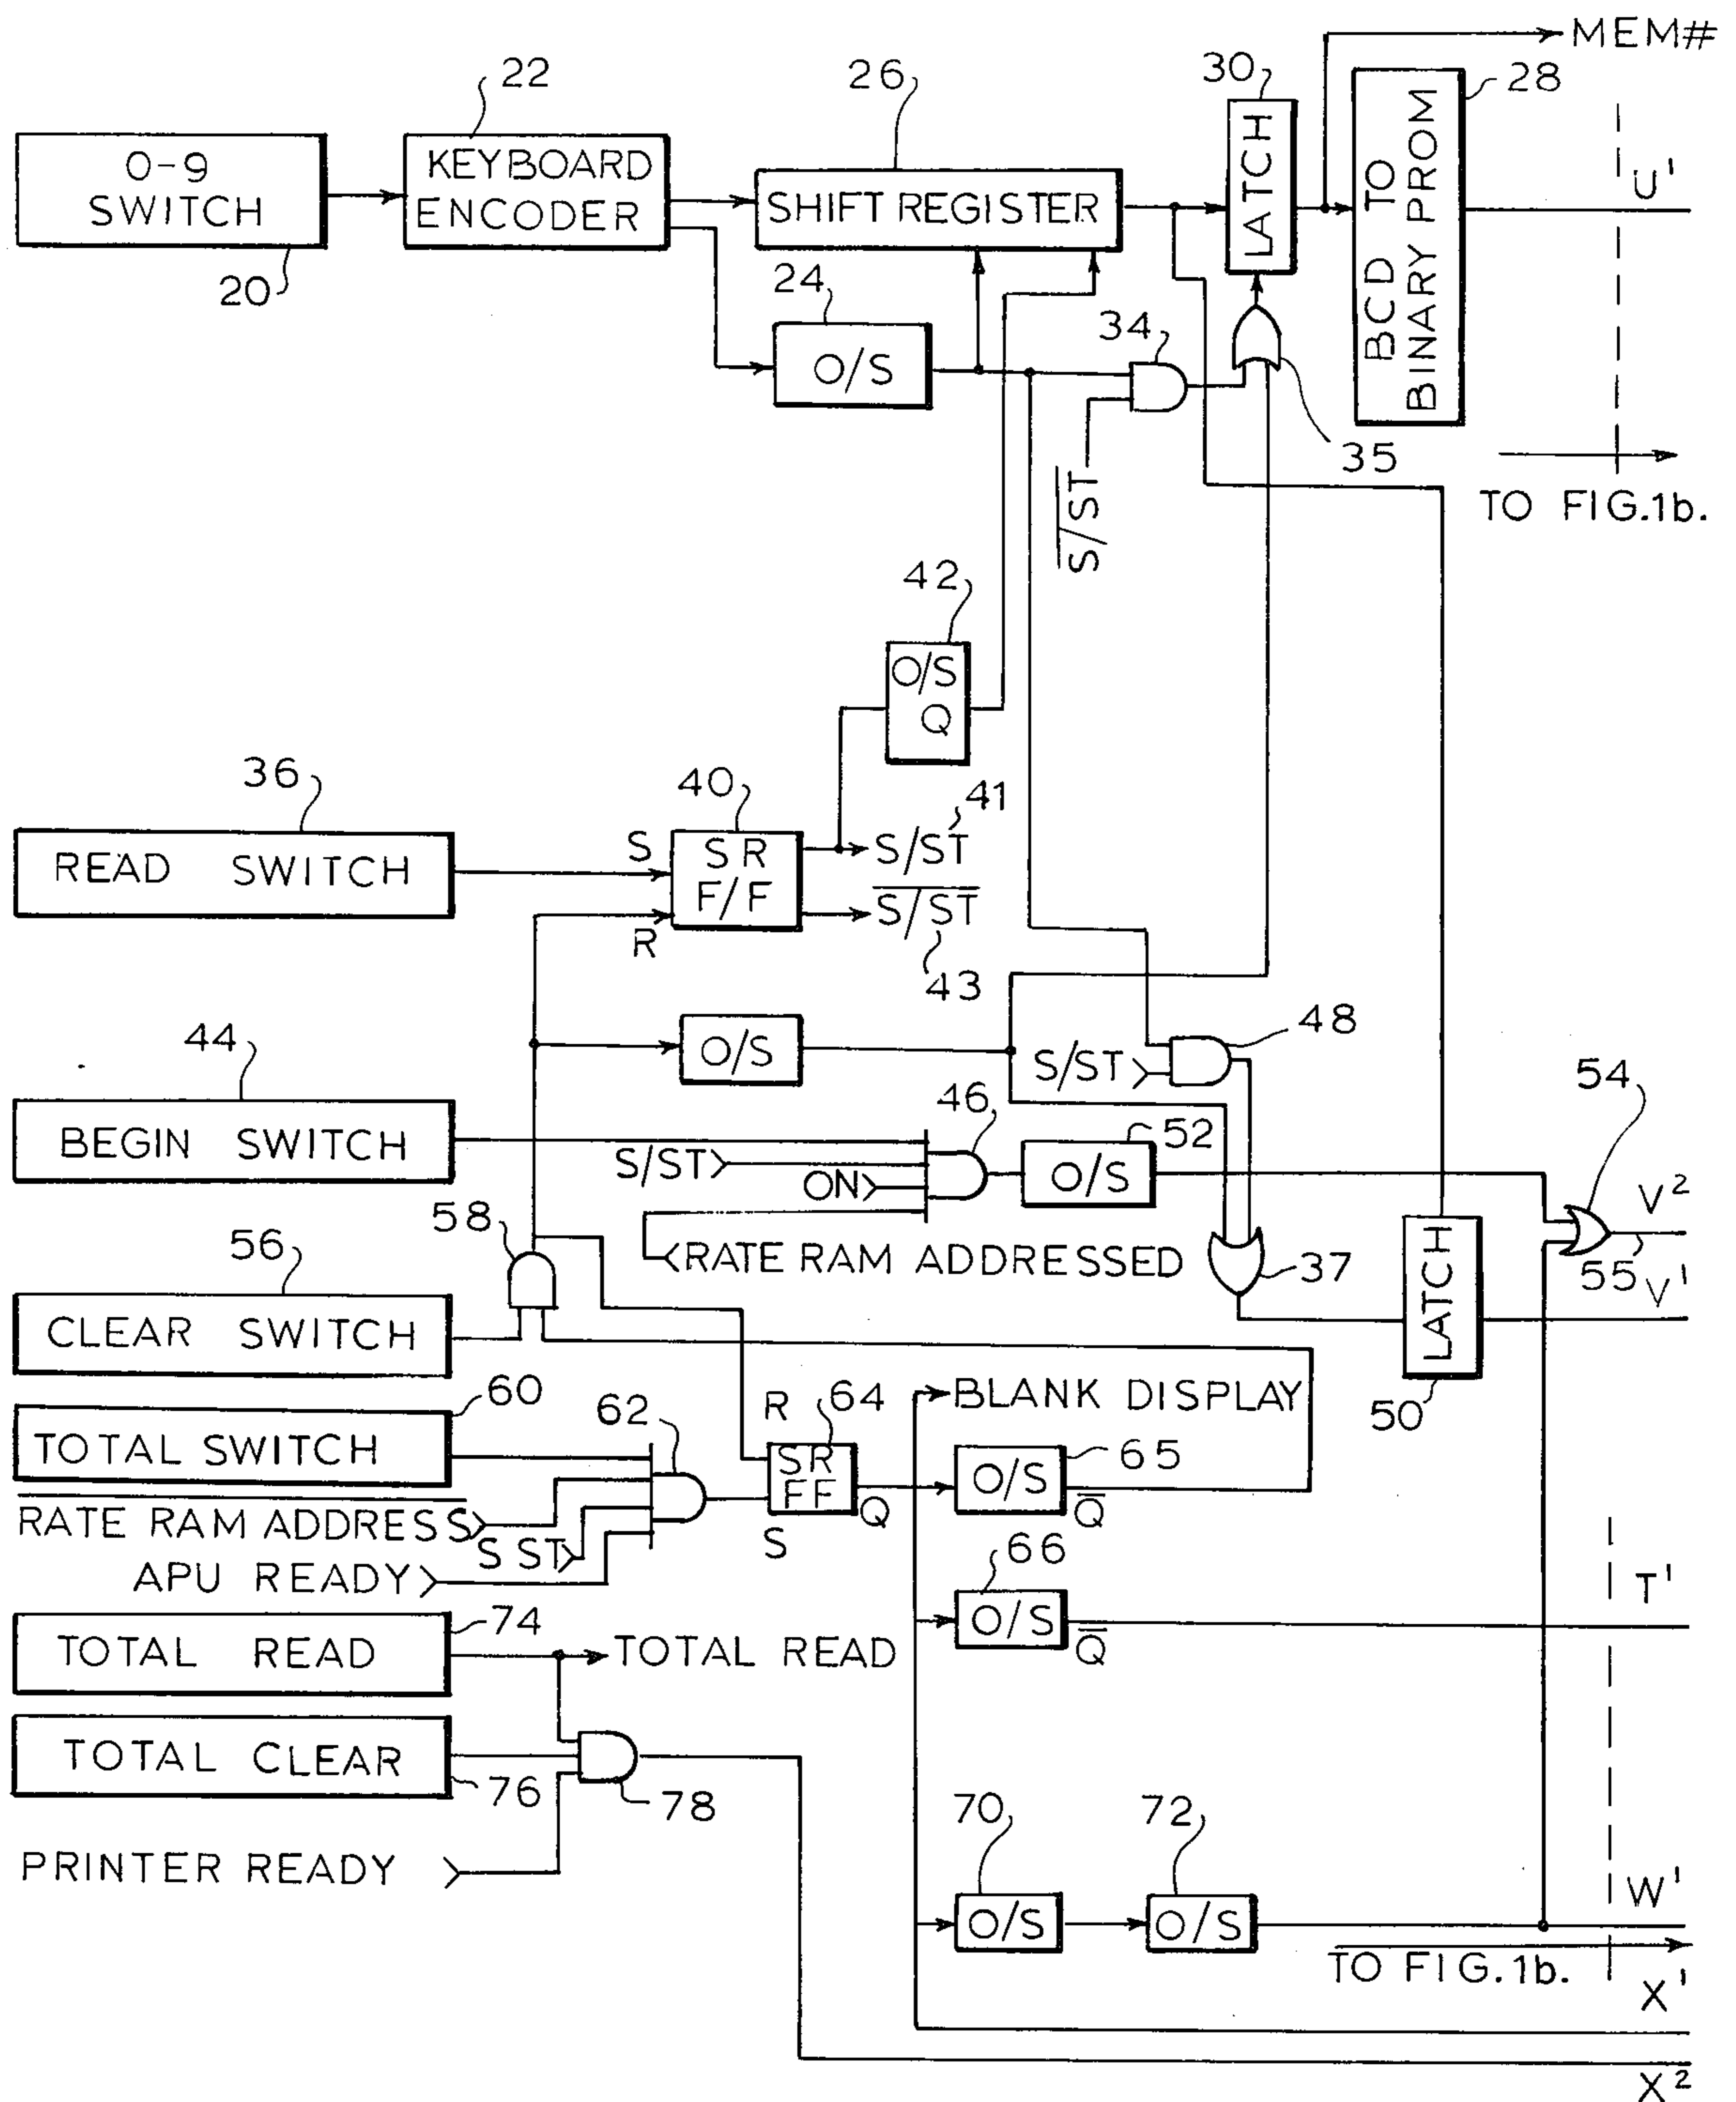 MEM#
22
26
30
28
0-9
SWITCH
20
KEYBOARD
ENCODER
SHIFT REGISTER
LATCH
BCD TO
BINARY PROM
U'
24
O/S
34
35
S/ST
TO FIG.1b.
42
O/S
Q
36
READ SWITCH
40
S
SR
F/F
R
41
S/ST
S/ST
43
44
O/S
48
S/ST
BEGIN SWITCH
46
52
O/S
54
S/ST
ON
V2
RATE RAM ADDRESSED
55
V'
58
56
CLEAR SWITCH
37
LATCH
50
60
TOTAL SWITCH
62
R
64
SR
FF
Q
S
BLANK DISPLAY
O/S
65
Q
RATE RAM ADDRESS
S ST
APU READY
66
O/S
Q
T'
74
TOTAL READ
TOTAL READ
TOTAL CLEAR
76
78
PRINTER READY
70
O/S
72
O/S
W'
TO FIG.1b.
X'
X2